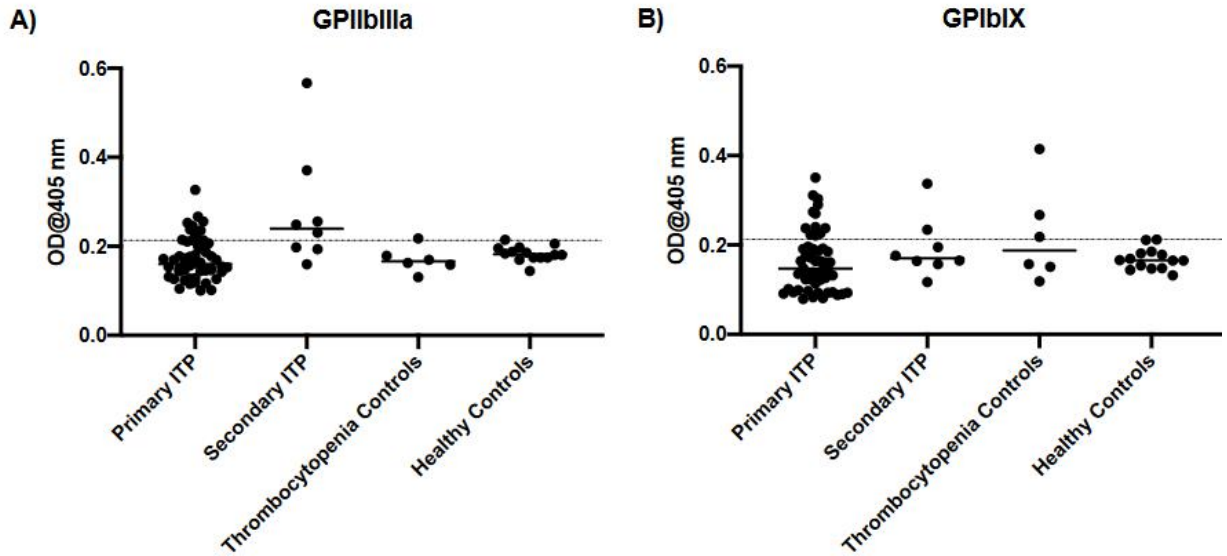 A)
GPIIbIIIa
OD@405 nm
0.6
0.4
0.2
0.0
Primary ITP
Secondary ITP
Thrombocytopenia Controls
Healthy Controls
B)
GPIbIX
OD@405 nm
0.6
0.4
0.2
0.0
Primary ITP
Secondary ITP
Thrombocytopenia Controls
Healthy Controls